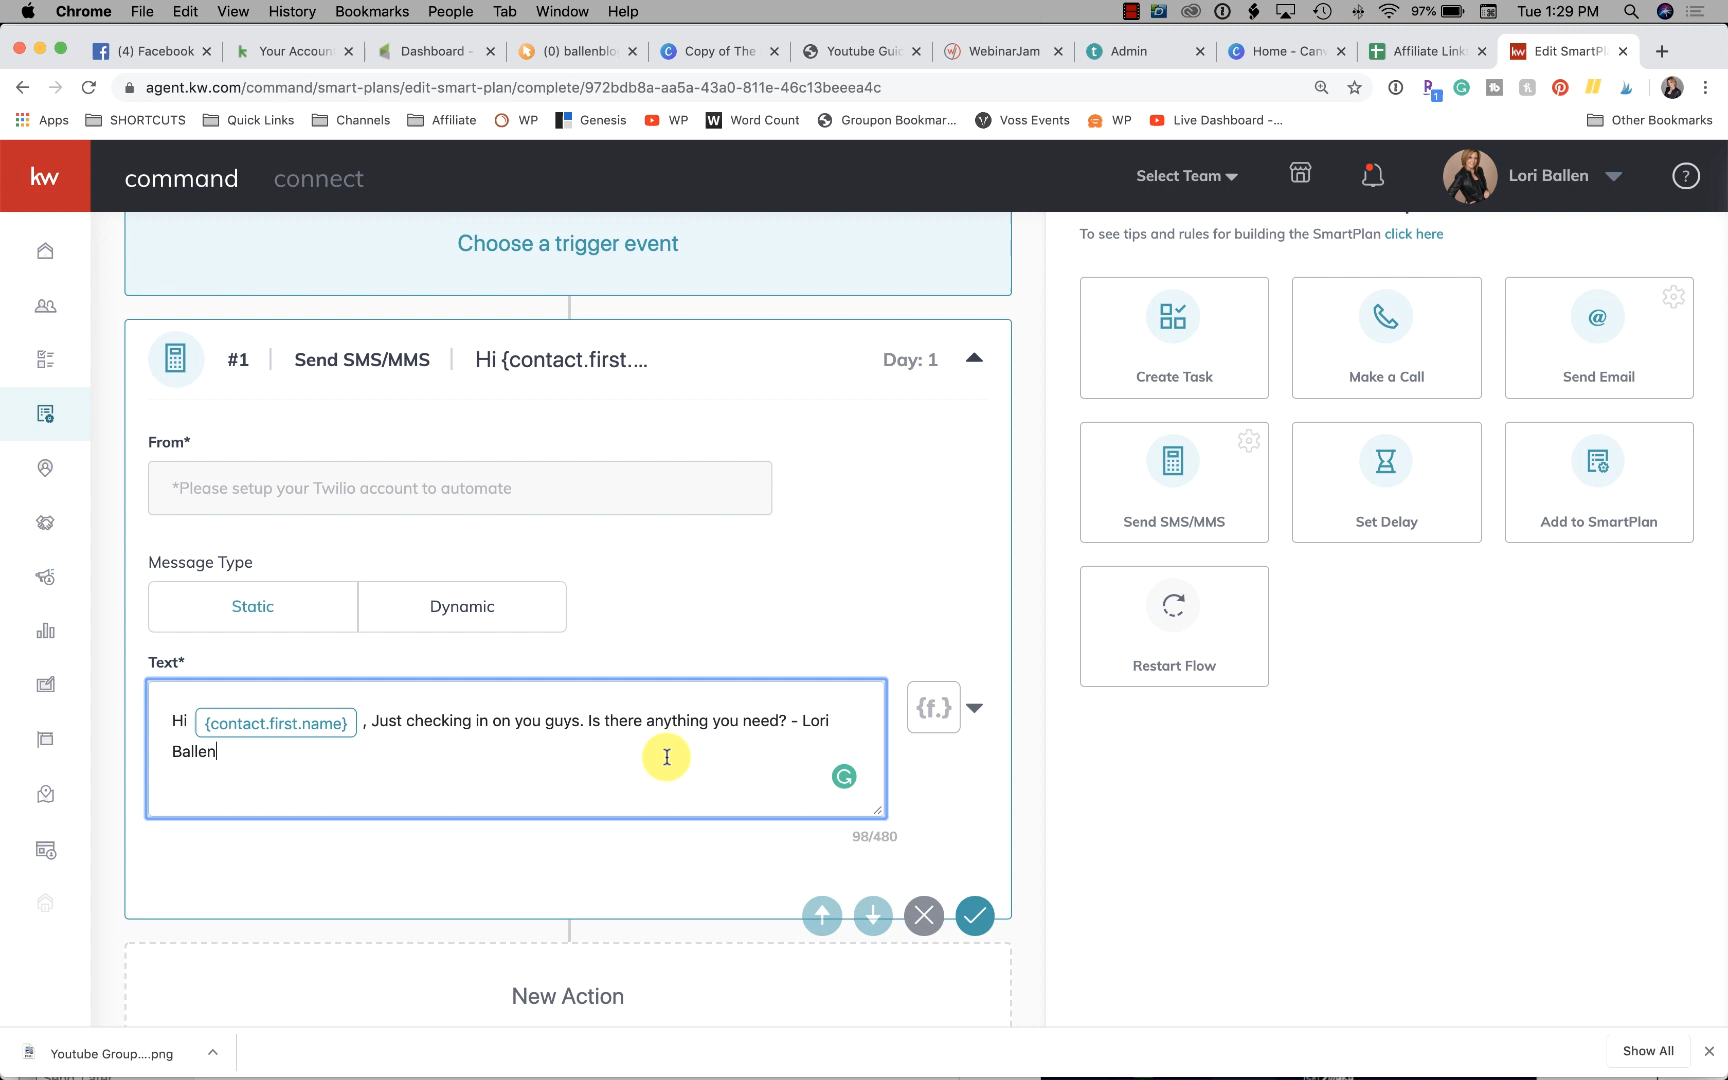 Chrome File Edit View History Bookmarks People Tab Window Help 97% Tue 1:29 PM
(4) Facebook Your Accoun Dashboard - (0) ballenblo Copy of The Youtube Guid WebinarJam Admin Home - Can Affiliate Link Edit SmartPl
agent.kw.com/command/smart-plans/edit-smart-plan/complete/972bdb8a-aa5a-43a0-811e-46c13beeea4c
Apps SHORTCUTS Quick Links Channels Affiliate WP Genesis WP Word Count Groupon Bookmar... Voss Events WP Live Dashboard -... Other Bookmarks
kw command connect Select Team Lori Ballen ?
Choose a trigger event
To see tips and rules for building the SmartPlan click here
#1 Send SMS/MMS Hi {contact.first.... Day: 1
Create Task Make a Call Send Email
From*
*Please setup your Twilio account to automate
Send SMS/MMS Set Delay Add to SmartPlan
Message Type
Static Dynamic
Restart Flow
Text*
Hi {contact.first.name} , Just checking in on you guys. Is there anything you need? - Lori
Ballen
{f.}
98/480
New Action
Youtube Group....png Show All